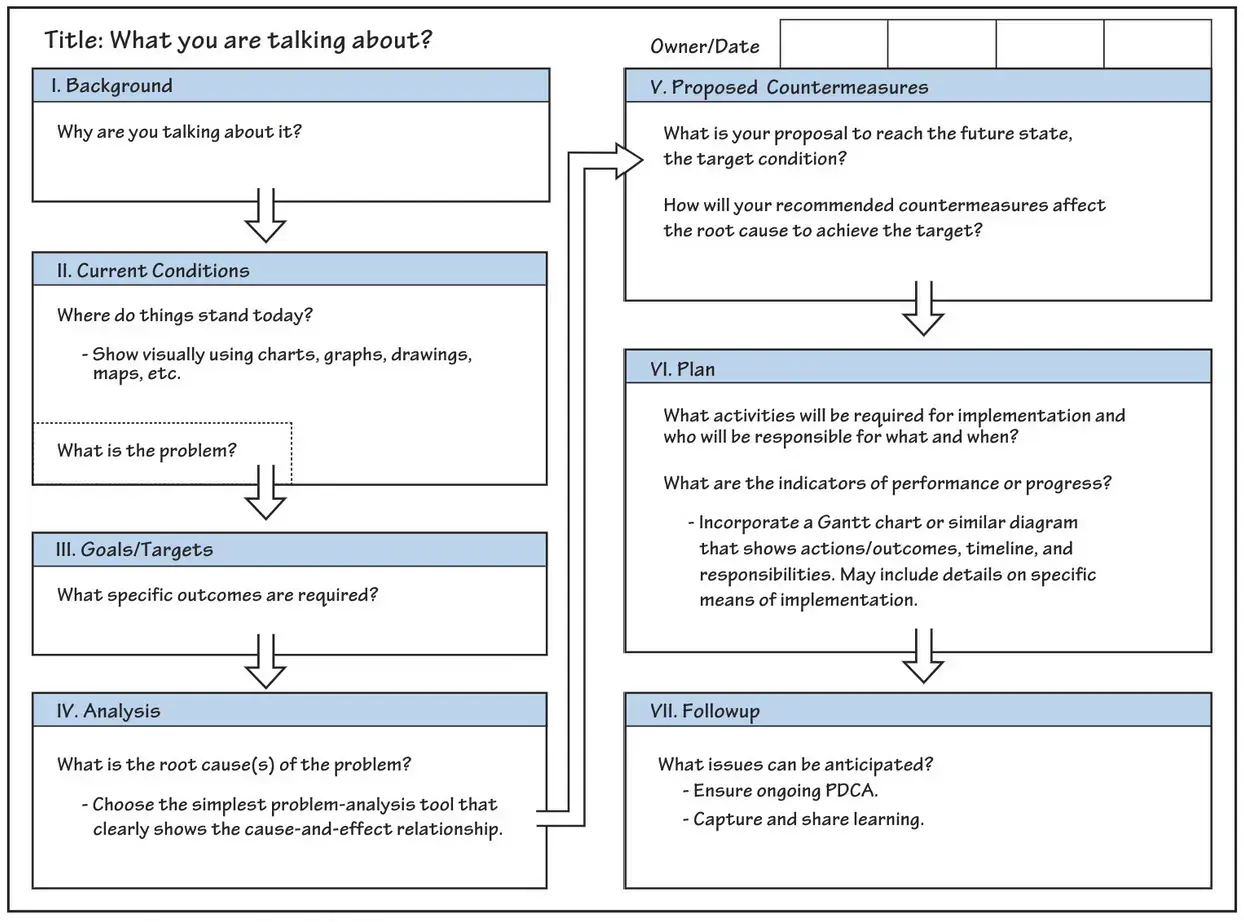 Title: What you are talking about?
Owner/Date
I. Background
Why are you talking about it?
II. Current Conditions
Where do things stand today?
- Show visually using charts, graphs, drawings,
maps, etc.
What is the problem?
III. Goals/Targets
What specific outcomes are required?
IV. Analysis
What is the root cause(s) of the problem?
- Choose the simplest problem-analysis tool that
clearly shows the cause-and-effect relationship.
V. Proposed Countermeasures
What is your proposal to reach the future state,
the target condition?
How will your recommended countermeasures affect
the root cause to achieve the target?
VI. Plan
What activities will be required for implementation and
who will be responsible for what and when?
What are the indicators of performance or progress?
- Incorporate a Gantt chart or similar diagram
that shows actions/outcomes, timeline, and
responsibilities. May include details on specific
means of implementation.
VII. Followup
What issues can be anticipated?
- Ensure ongoing PDCA.
- Capture and share learning.